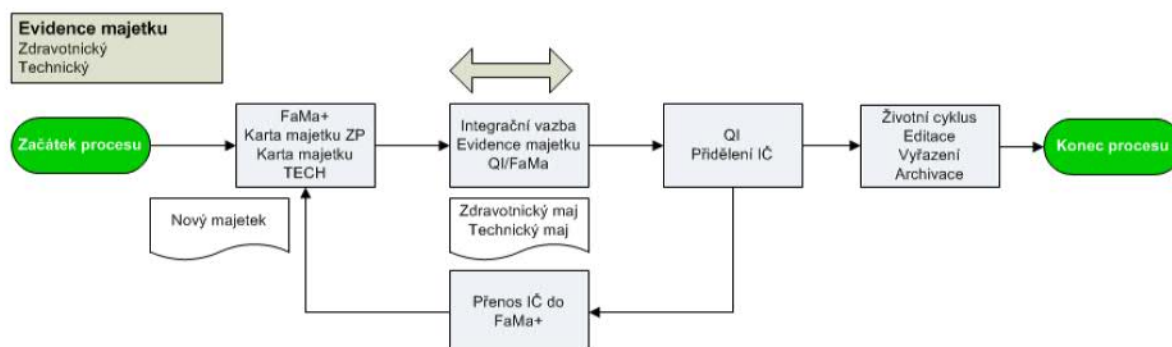 Evidence majetku
Zdravotnický
Technický
Začátek procesu
FaMa+
Karta majetku ZP
Karta majetku
TECH
Integrační vazba
Evidence majetku
QI/FaMa
QI
Přidělení IČ
Životní cyklus
Editace
Vyřazení
Archivace
Konec procesu
Nový majetek
Zdravotnický maj
Technický maj
Přenos IČ do
FaMa+